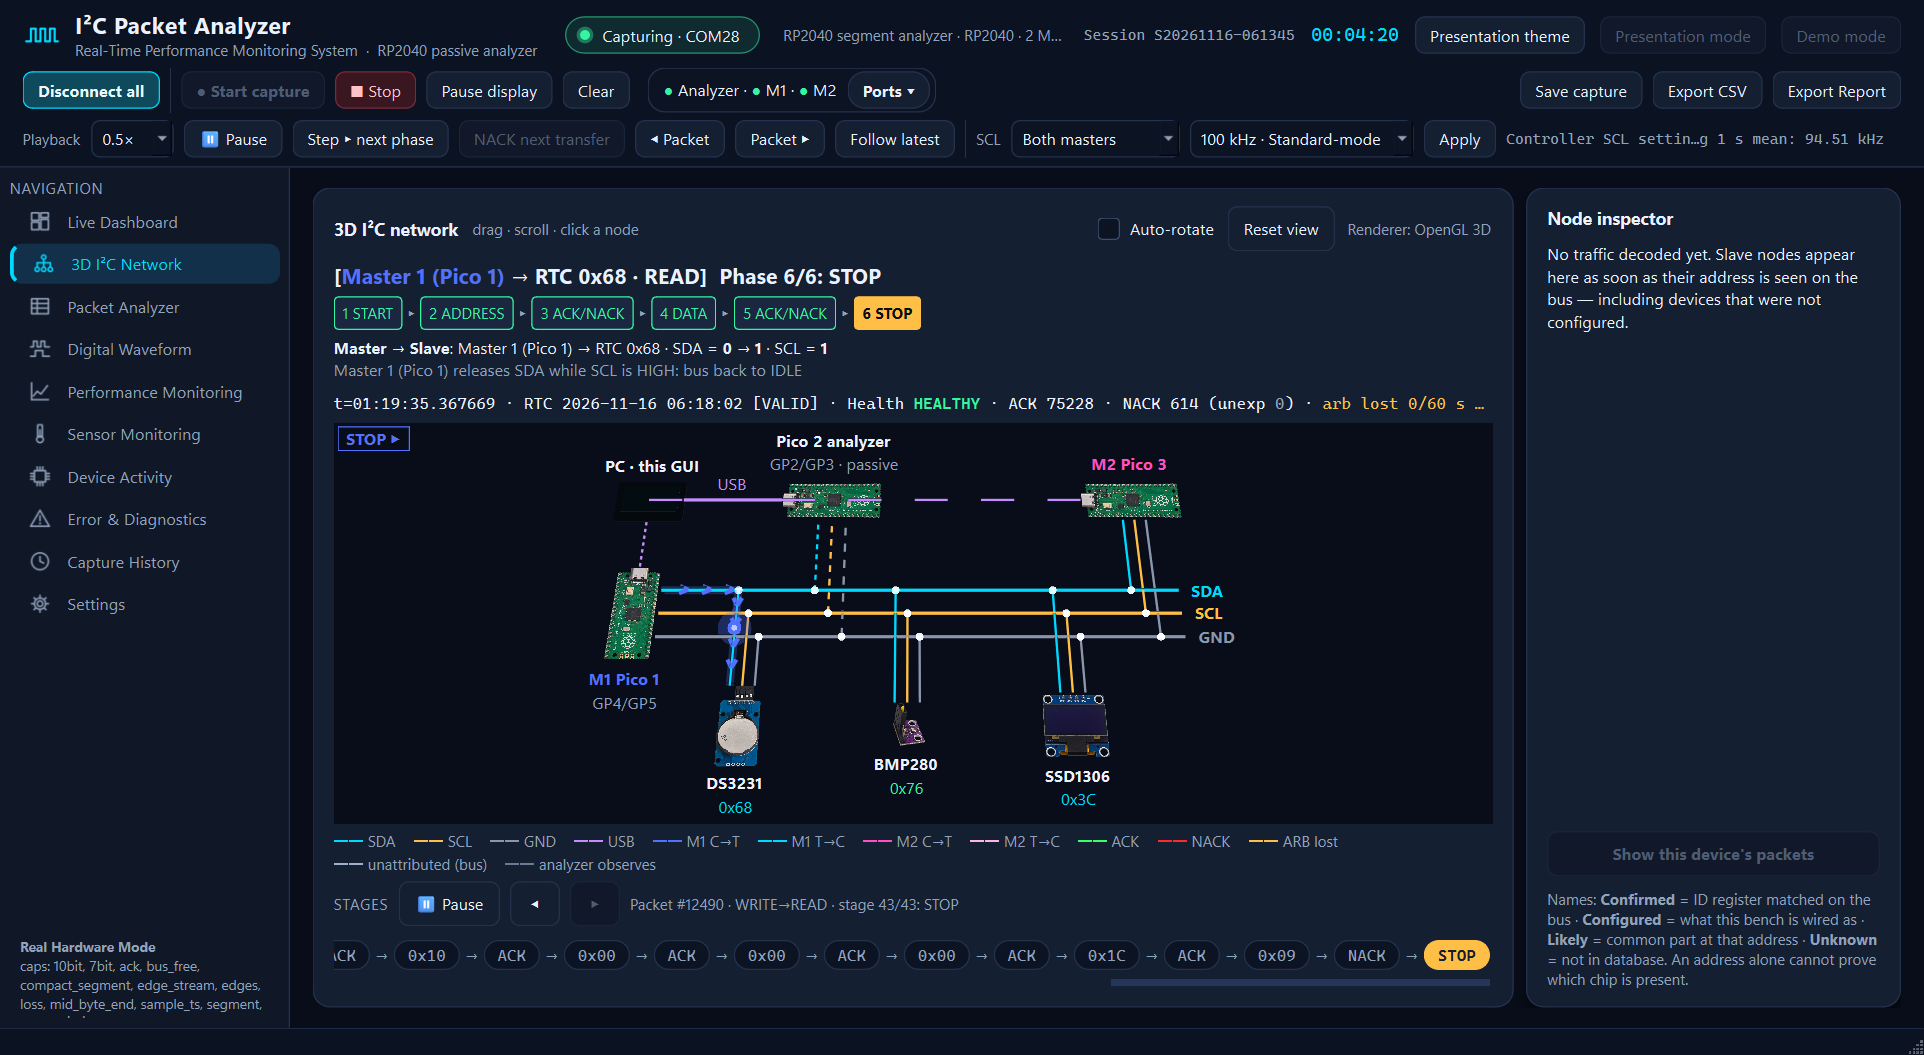 I²C Packet Analyzer
Real-Time Performance Monitoring System · RP2040 passive analyzer
Capturing · COM28
RP2040 segment analyzer · RP2040 · 2 M...
Session S20261116-061345
00:04:20
Presentation theme
Presentation mode
Demo mode
Disconnect all
● Start capture
■ Stop
Pause display
Clear
● Analyzer · ● M1 · ● M2
Ports ▾
Save capture
Export CSV
Export Report
Playback
0.5×
⏸ Pause
Step ▸ next phase
NACK next transfer
◂ Packet
Packet ▸
Follow latest
SCL
Both masters
100 kHz · Standard-mode
Apply
Controller SCL settin…g 1 s mean: 94.51 kHz
NAVIGATION
Live Dashboard
3D I²C Network
Packet Analyzer
Digital Waveform
Performance Monitoring
Sensor Monitoring
Device Activity
Error & Diagnostics
Capture History
Settings
Real Hardware Mode
caps: 10bit, 7bit, ack, bus_free,
compact_segment, edge_stream, edges,
loss, mid_byte_end, sample_ts, segment,
3D I²C network
drag · scroll · click a node
Auto-rotate
Reset view
Renderer: OpenGL 3D
[Master 1 (Pico 1) → RTC 0x68 · READ] Phase 6/6: STOP
1 START ▸ 2 ADDRESS ▸ 3 ACK/NACK ▸ 4 DATA ▸ 5 ACK/NACK ▸ 6 STOP
Master → Slave: Master 1 (Pico 1) → RTC 0x68 · SDA = 0 → 1 · SCL = 1
Master 1 (Pico 1) releases SDA while SCL is HIGH: bus back to IDLE
t=01:19:35.367669 · RTC 2026-11-16 06:18:02 [VALID] · Health HEALTHY · ACK 75228 · NACK 614 (unexp 0) · arb lost 0/60 s …
STOP ▸
Pico 2 analyzer
GP2/GP3 · passive
PC · this GUI
USB
M2 Pico 3
SDA
SCL
GND
M1 Pico 1
GP4/GP5
DS3231
0x68
BMP280
0x76
SSD1306
0x3C
SDA
SCL
GND
USB
M1 C→T
M1 T→C
M2 C→T
M2 T→C
ACK
NACK
ARB lost
unattributed (bus)
analyzer observes
STAGES
⏸ Pause
◂
▸
Packet #12490 · WRITE→READ · stage 43/43: STOP
ACK → 0x10 → ACK → 0x00 → ACK → 0x00 → ACK → 0x00 → ACK → 0x1C → ACK → 0x09 → NACK → STOP
Node inspector
No traffic decoded yet. Slave nodes appear
here as soon as their address is seen on the
bus — including devices that were not
configured.
Show this device's packets
Names: Confirmed = ID register matched on the
bus · Configured = what this bench is wired as ·
Likely = common part at that address · Unknown
= not in database. An address alone cannot prove
which chip is present.